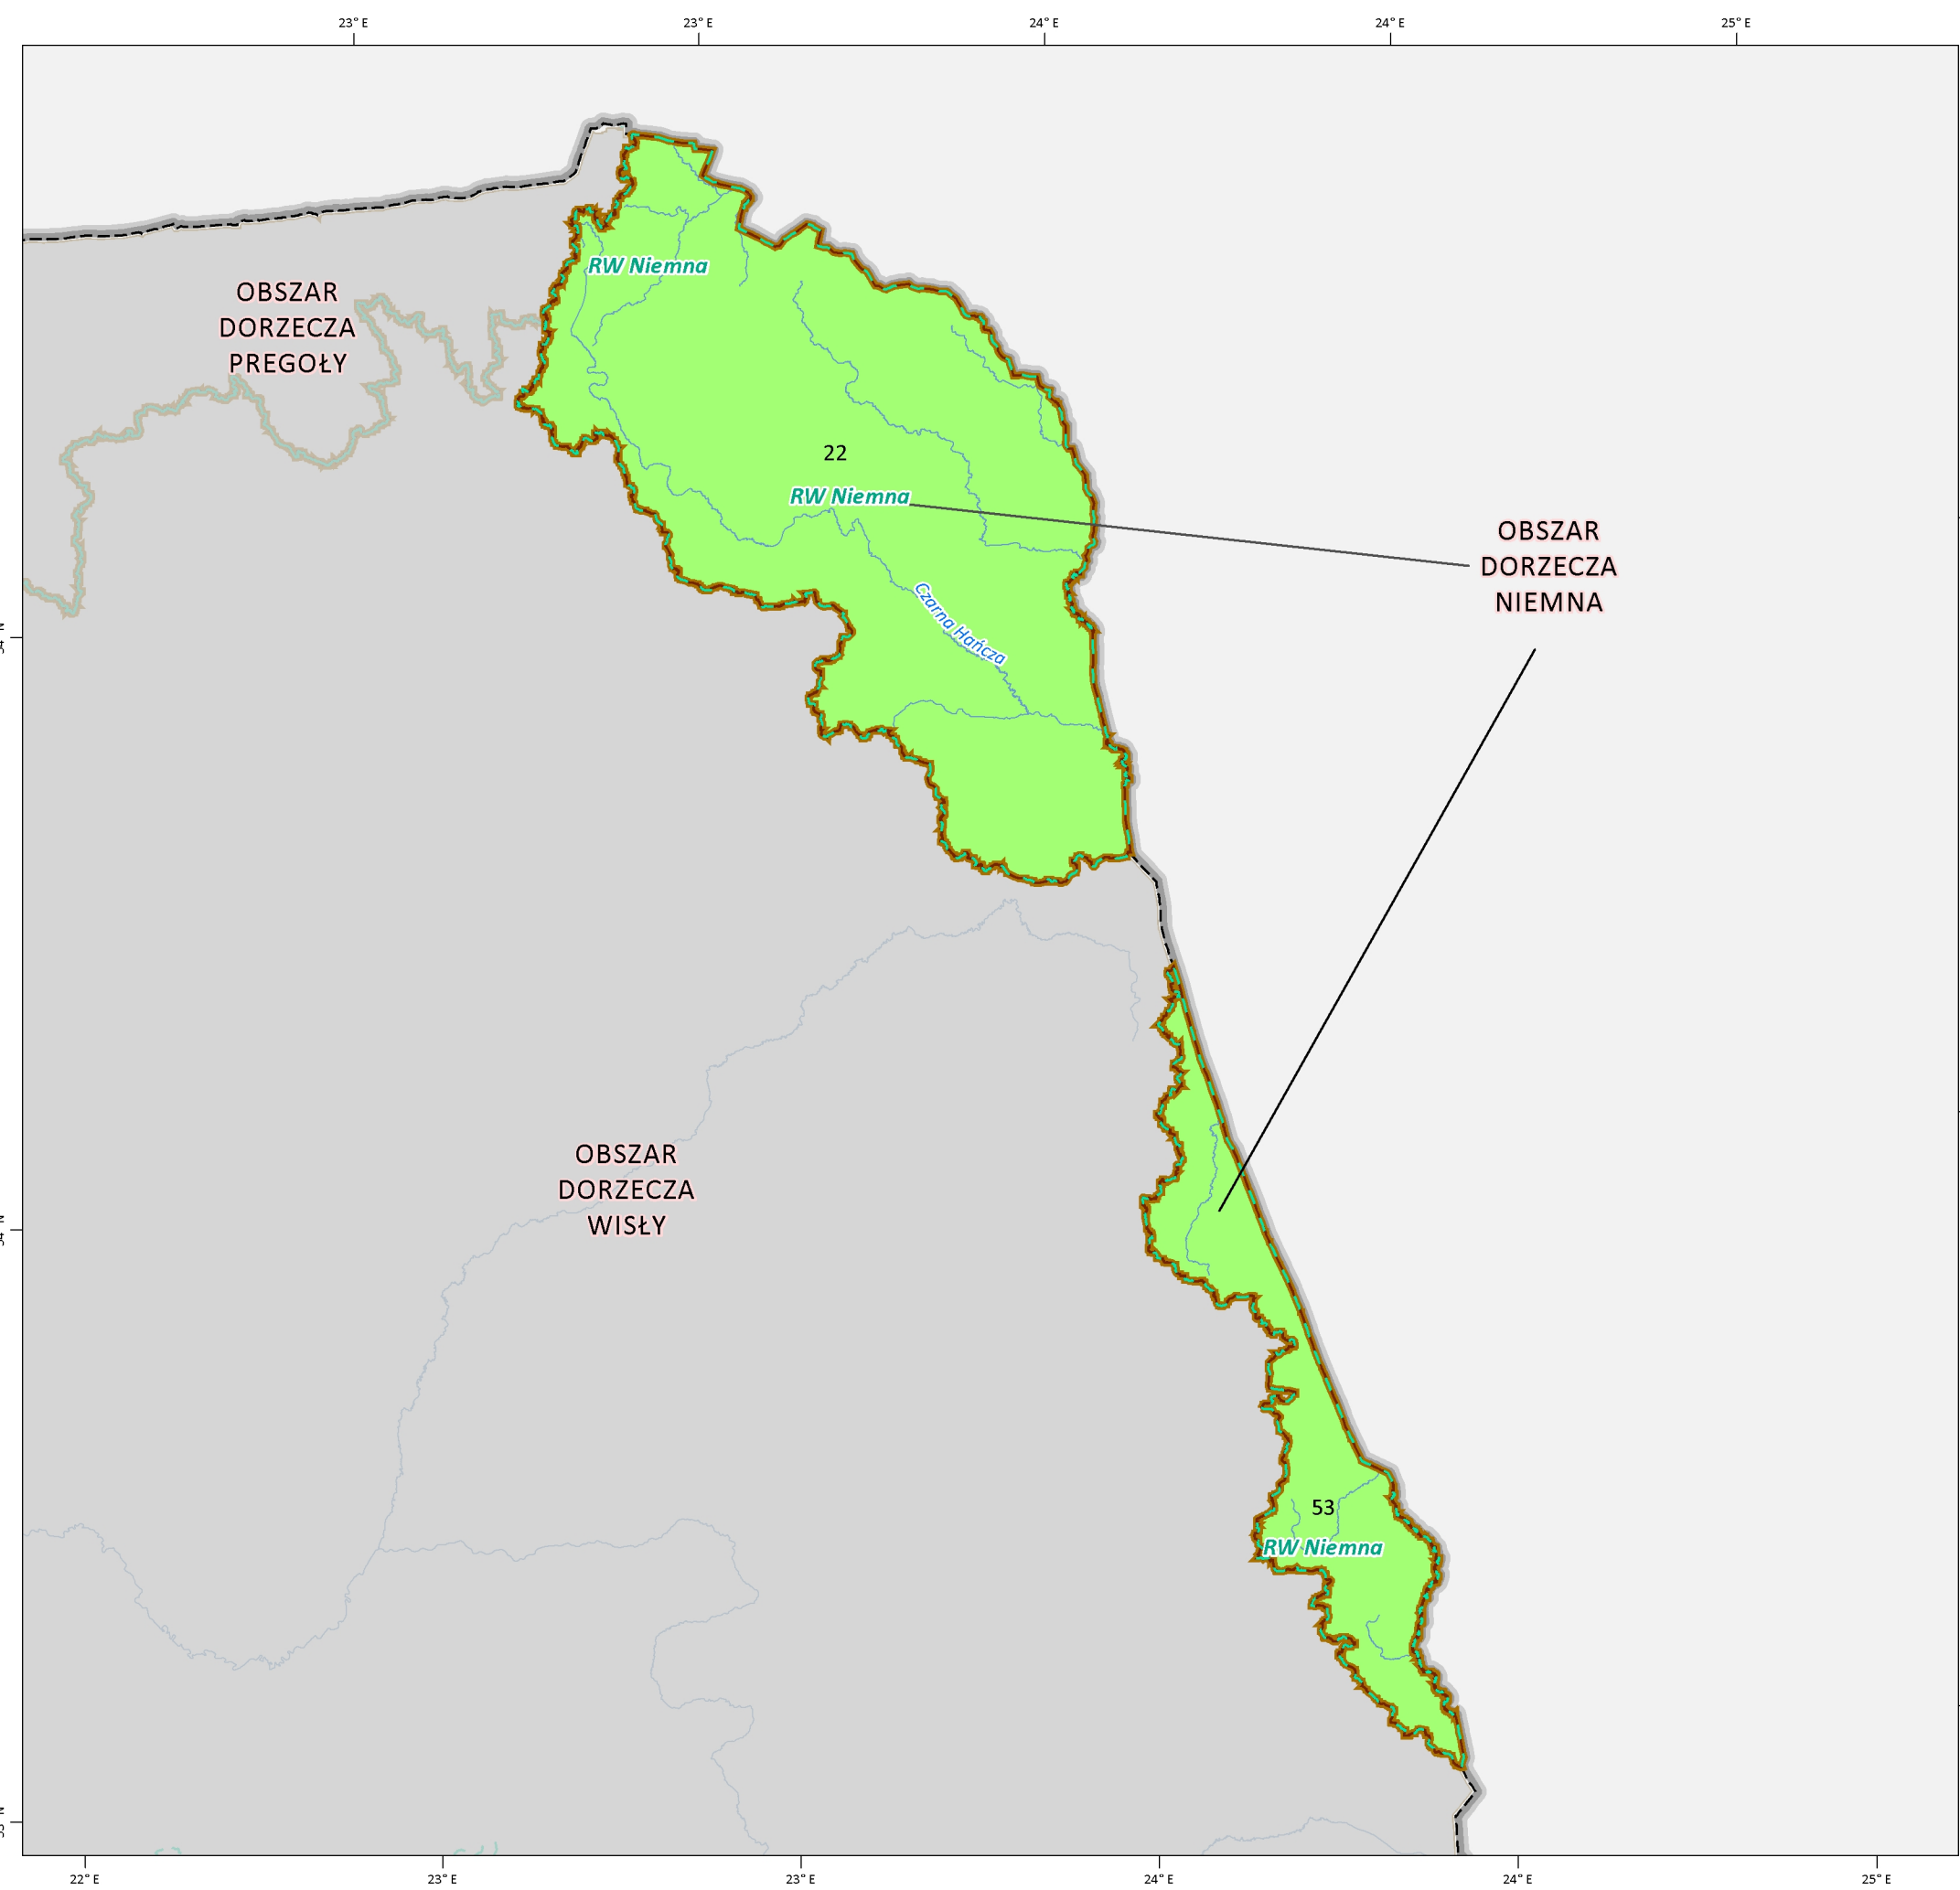 23° E
23° E
24° E
24° E
25° E
RW Niemna
OBSZAR
DORZECZA
PREGOŁY
22
RW Niemna
OBSZAR
DORZECZA
NIEMNA
Czarna Hańcza
OBSZAR
DORZECZA
WISŁY
53
RW Niemna
22° E
23° E
23° E
24° E
24° E
25° E